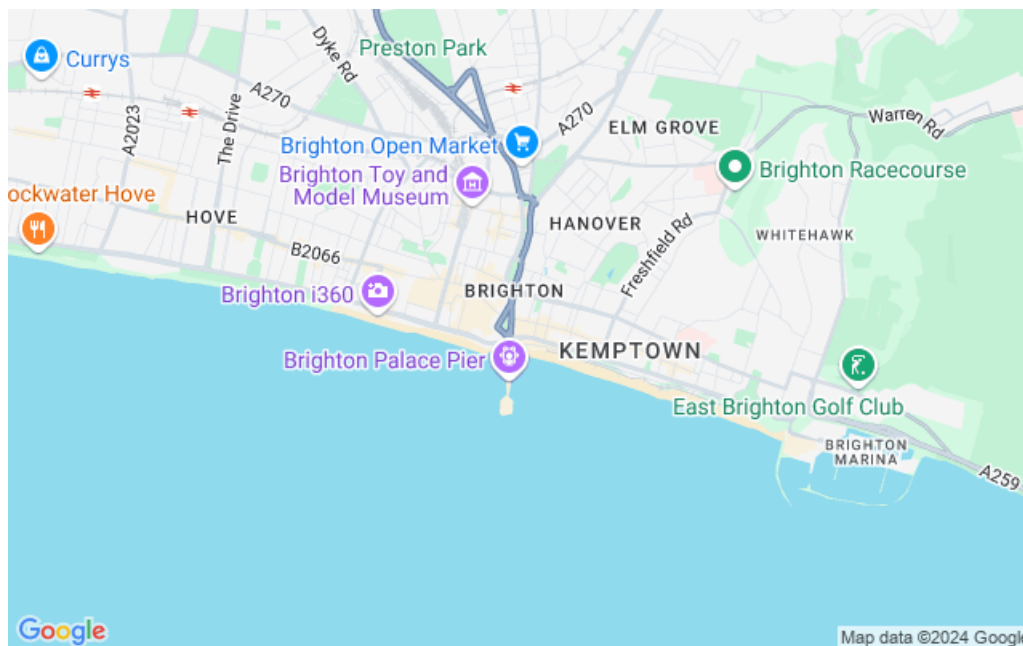 Preston Park
Dyke Rd
Currys
A270
A2023
The Drive
A270
ELM GROVE
Warren Rd
Brighton Open Market
Brighton Toy and
Model Museum
Brighton Racecourse
ockwater Hove
HOVE
HANOVER
Freshfield Rd
WHITEHAWK
B2066
Brighton i360
BRIGHTON
Brighton Palace Pier
KEMPTOWN
East Brighton Golf Club
BRIGHTON
MARINA
A259
Google
Map data ©2024 Google